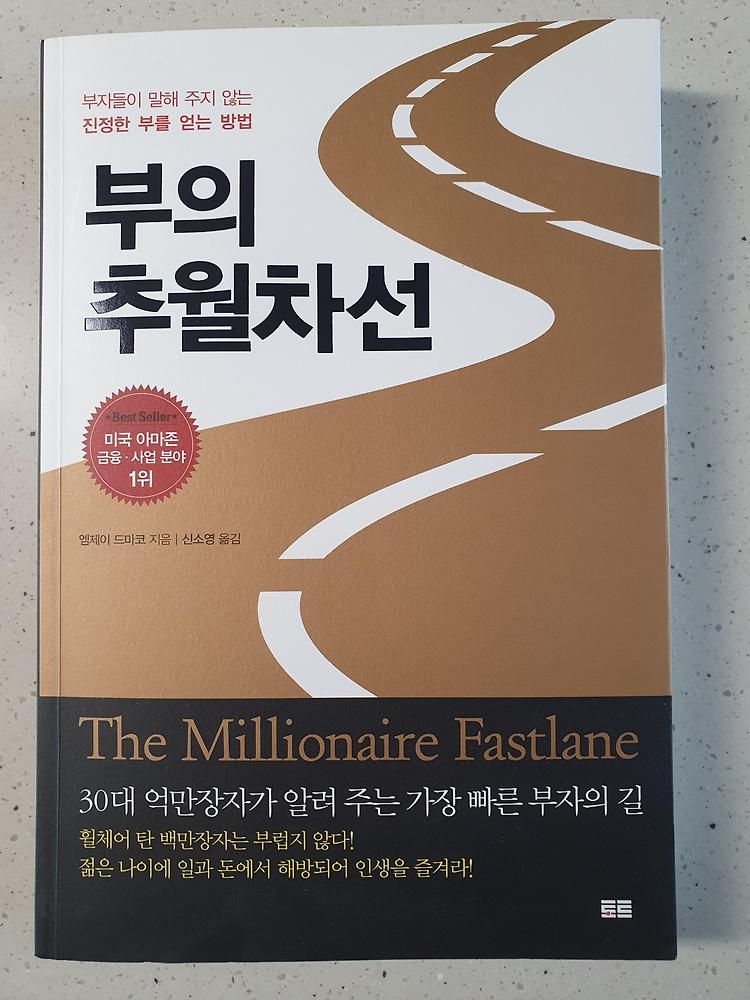 부자들이 말해 주지 않는
진정한 부를 얻는 방법
부의
추월차선
★Best Seller★
미국 아마존
금융·사업 분야
1위
엠제이 드마코 지음 | 신소영 옮김
The Millionaire Fastlane
30대 억만장자가 알려 주는 가장 빠른 부자의 길
휠체어 탄 백만장자는 부럽지 않다!
젊은 나이에 일과 돈에서 해방되어 인생을 즐겨라!
토트